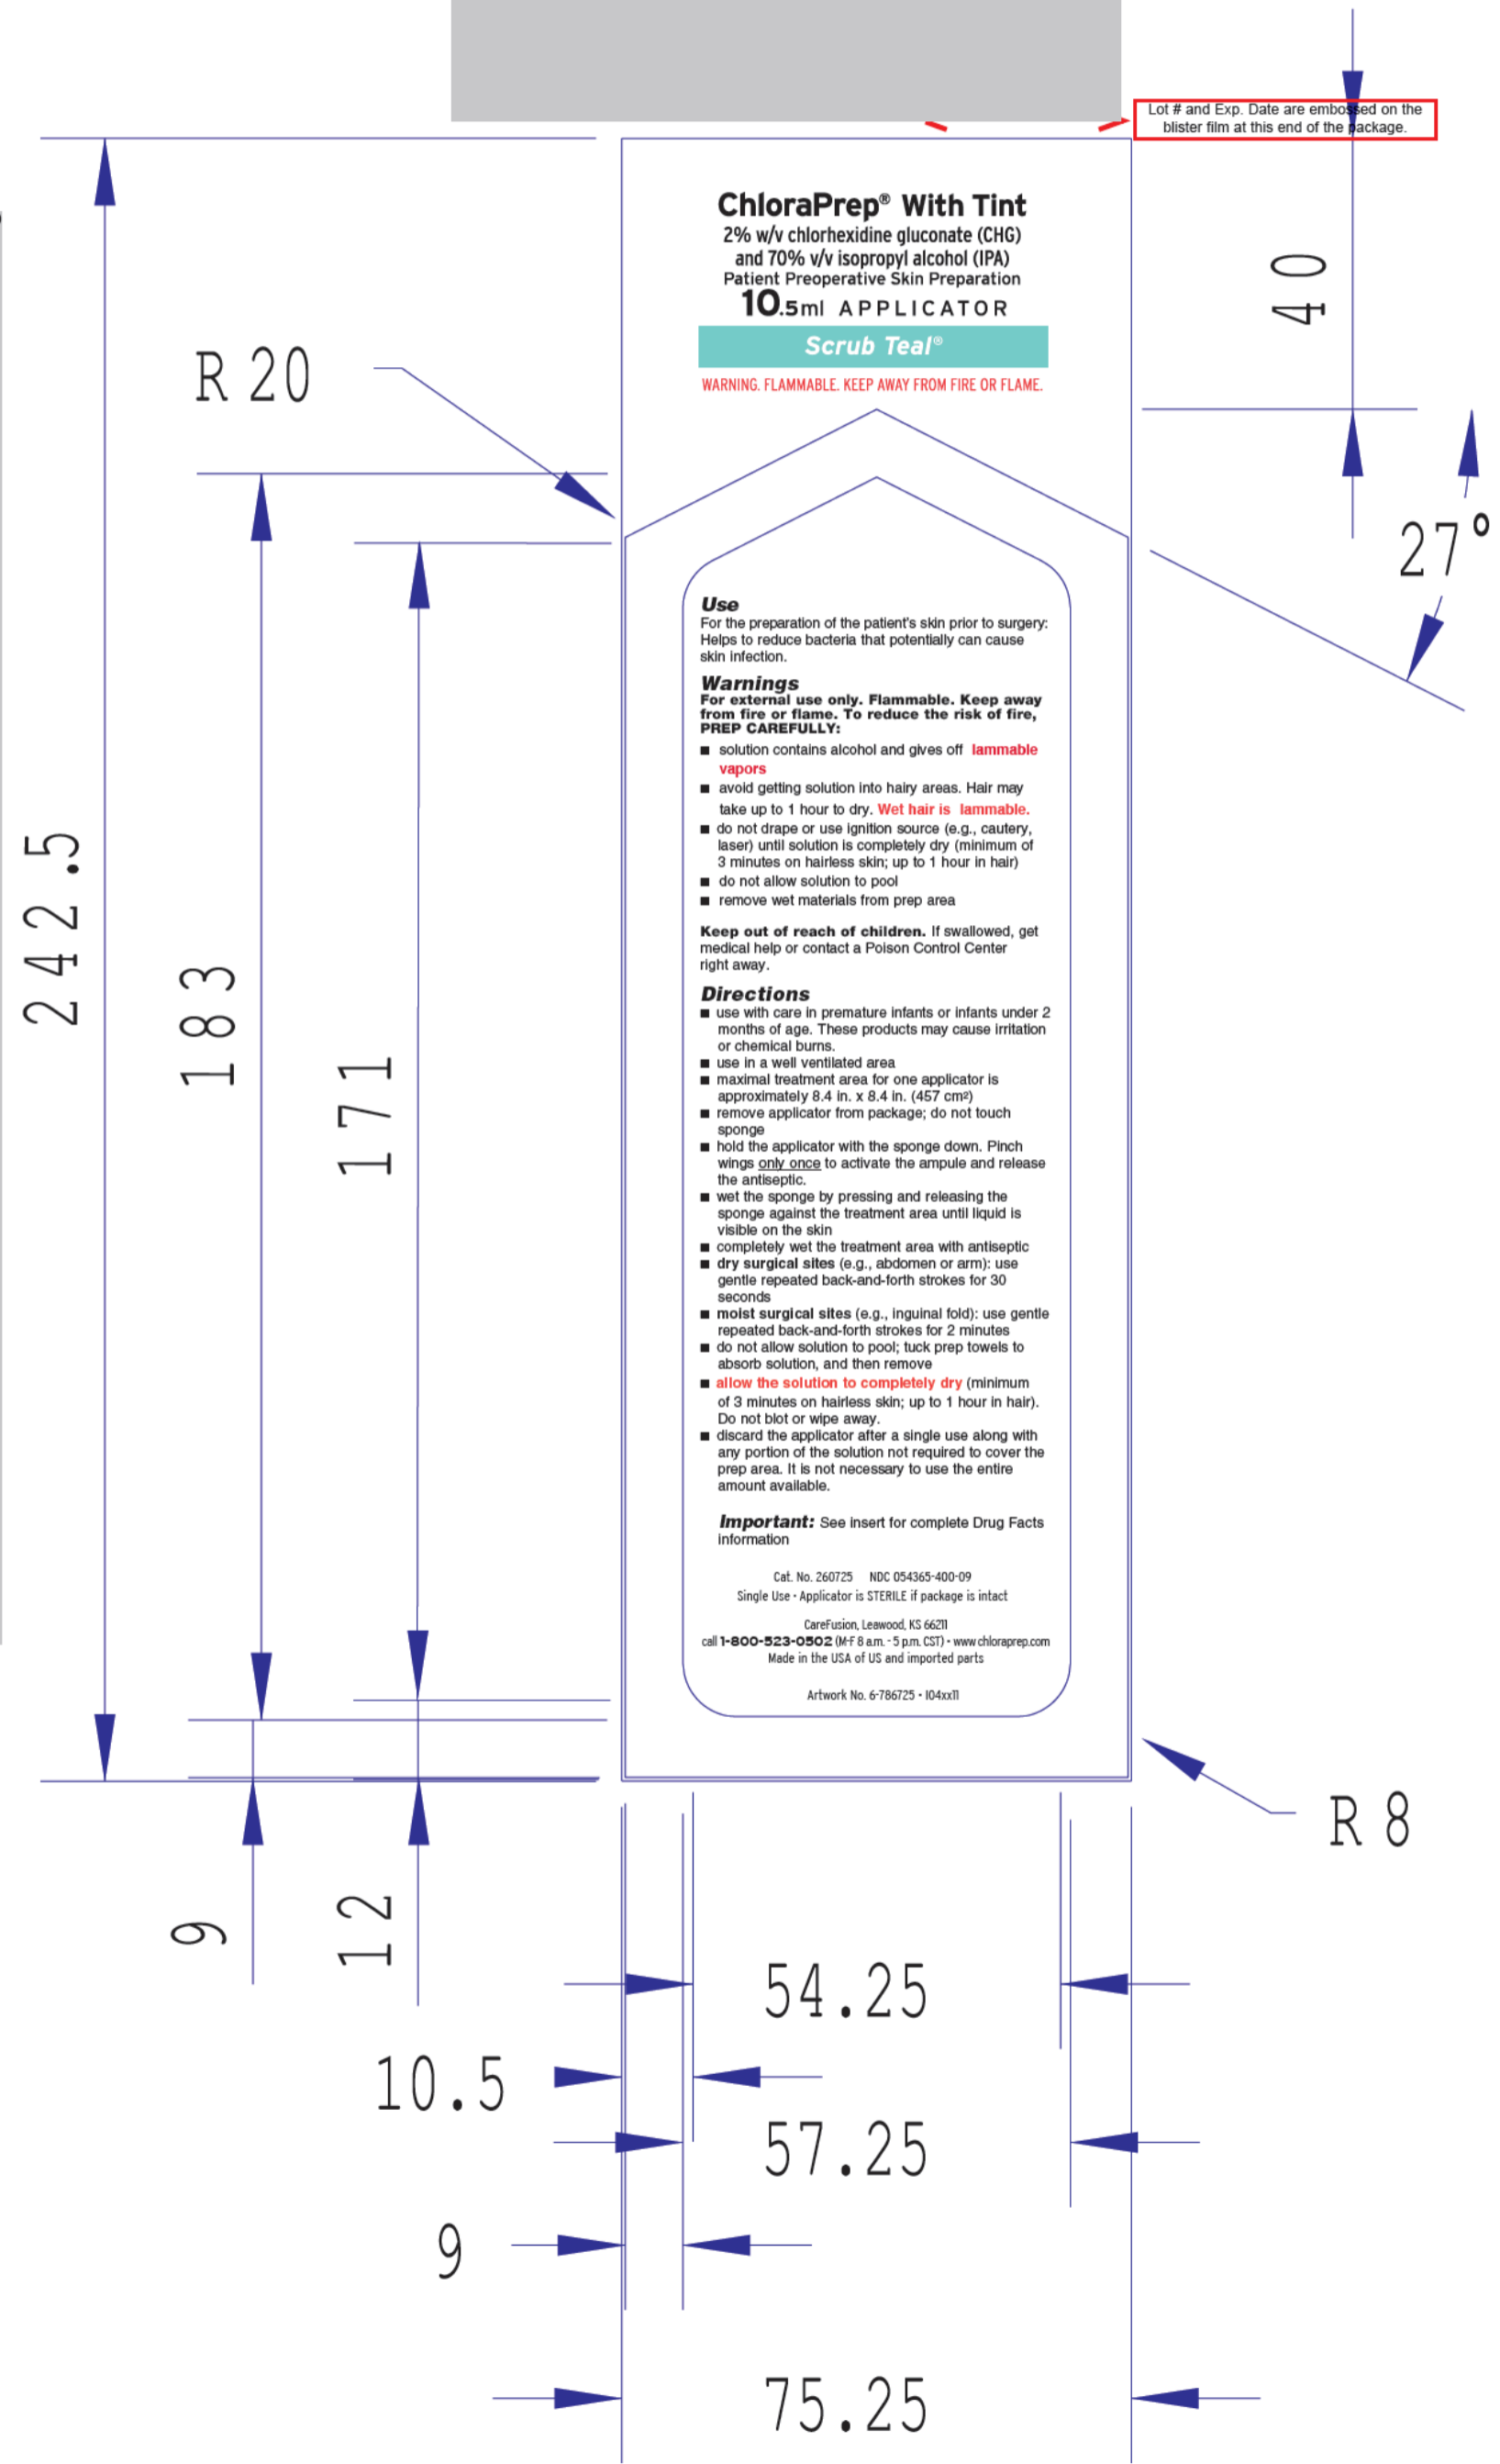 Lot # and Exp. Date are embossed on the
blister film at this end of the package.
ChloraPrep® With Tint
2% w/v chlorhexidine gluconate (CHG)
and 70% v/v isopropyl alcohol (IPA)
Patient Preoperative Skin Preparation
10.5ml APPLICATOR
Scrub Teal®
WARNING. FLAMMABLE. KEEP AWAY FROM FIRE OR FLAME.
40
R 20
27°
Use
For the preparation of the patient's skin prior to surgery:
Helps to reduce bacteria that potentially can cause
skin infection.
Warnings
For external use only. Flammable. Keep away
from fire or flame. To reduce the risk of fire,
PREP CAREFULLY:
■ solution contains alcohol and gives off lammable
vapors
■ avoid getting solution into hairy areas. Hair may
take up to 1 hour to dry. Wet hair is lammable.
■ do not drape or use ignition source (e.g., cautery,
laser) until solution is completely dry (minimum of
3 minutes on hairless skin; up to 1 hour in hair)
■ do not allow solution to pool
■ remove wet materials from prep area
Keep out of reach of children. If swallowed, get
medical help or contact a Poison Control Center
right away.
Directions
■ use with care in premature infants or infants under 2
months of age. These products may cause irritation
or chemical burns.
■ use in a well ventilated area
■ maximal treatment area for one applicator is
approximately 8.4 in. x 8.4 in. (457 cm²)
■ remove applicator from package; do not touch
sponge
■ hold the applicator with the sponge down. Pinch
wings only once to activate the ampule and release
the antiseptic.
■ wet the sponge by pressing and releasing the
sponge against the treatment area until liquid is
visible on the skin
■ completely wet the treatment area with antiseptic
■ dry surgical sites (e.g., abdomen or arm): use
gentle repeated back-and-forth strokes for 30
seconds
■ moist surgical sites (e.g., inguinal fold): use gentle
repeated back-and-forth strokes for 2 minutes
■ do not allow solution to pool; tuck prep towels to
absorb solution, and then remove
■ allow the solution to completely dry (minimum
of 3 minutes on hairless skin; up to 1 hour in hair).
Do not blot or wipe away.
■ discard the applicator after a single use along with
any portion of the solution not required to cover the
prep area. It is not necessary to use the entire
amount available.
Important: See insert for complete Drug Facts
information
Cat. No. 260725 NDC 054365-400-09
Single Use • Applicator is STERILE if package is intact
CareFusion, Leawood, KS 66211
call 1-800-523-0502 (M-F 8 a.m. - 5 p.m. CST) • www.chloraprep.com
Made in the USA of US and imported parts
Artwork No. 6-786725 • I04xx11
242.5
183
171
R 8
9
12
54.25
10.5
57.25
9
75.25